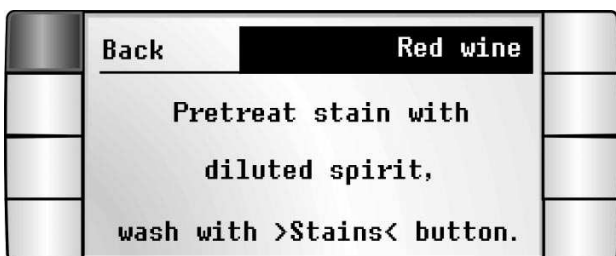 Back Red wine
Pretreat stain with
diluted spirit,
wash with >Stains< button.